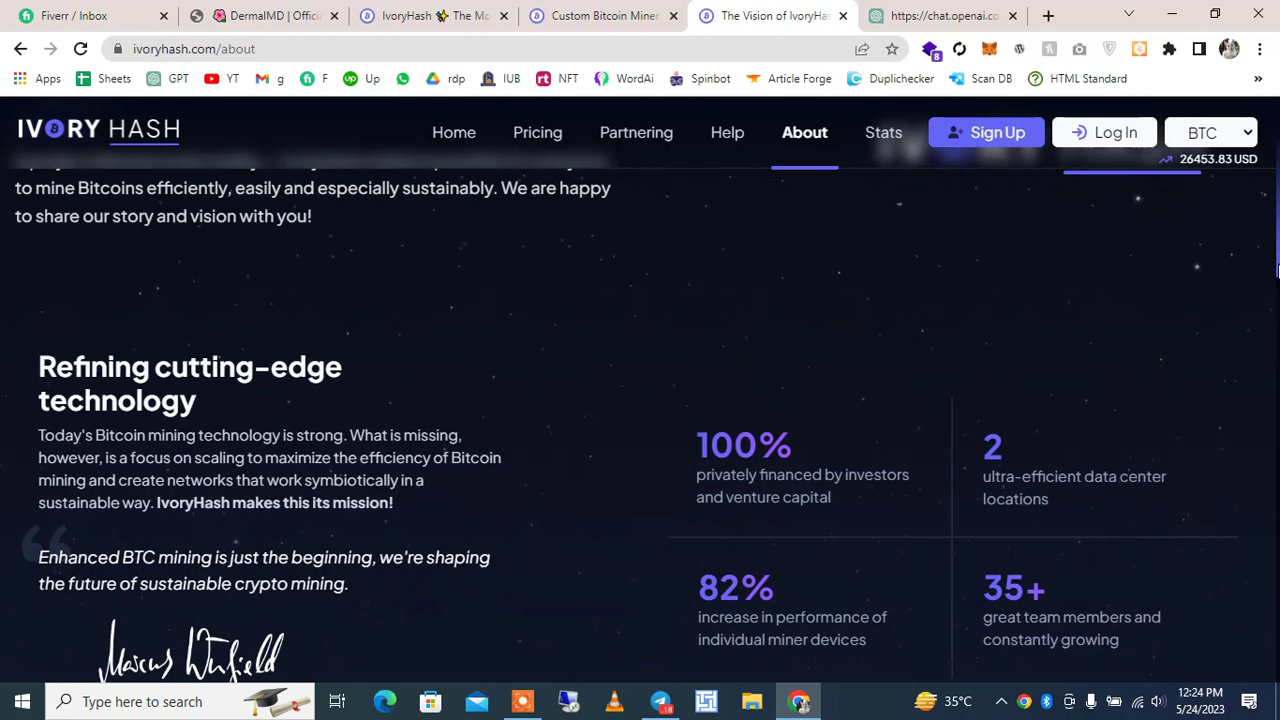 Fiverr / Inbox
DermalMD | Offici
IvoryHash ✨ The Mo
Custom Bitcoin Miner
The Vision of IvoryHas
https://chat.openai.co
ivoryhash.com/about
8
Apps
Sheets
GPT
YT
g
F
Up
rdp
IUB
NFT
WordAi
Spinbot
Article Forge
Duplichecker
Scan DB
HTML Standard
IVORY HASH
Home
Pricing
Partnering
Help
About
Stats
Sign Up
Log In
BTC
26453.83 USD
to mine Bitcoins efficiently, easily and especially sustainably. We are happy
to share our story and vision with you!
Refining cutting-edge
technology
Today's Bitcoin mining technology is strong. What is missing,
however, is a focus on scaling to maximize the efficiency of Bitcoin
mining and create networks that work symbiotically in a
sustainable way. IvoryHash makes this its mission!
Enhanced BTC mining is just the beginning, we're shaping
the future of sustainable crypto mining.
Marcus Winfield
100%
privately financed by investors
and venture capital
2
ultra-efficient data center
locations
82%
increase in performance of
individual miner devices
35+
great team members and
constantly growing
Type here to search
18
35°C
12:24 PM
5/24/2023